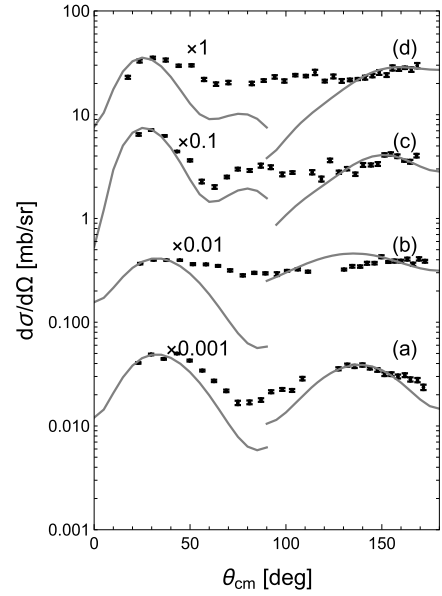 100
×1
(d)
10
×0.1
(c)
1
×0.01
(b)
0.100
×0.001
(a)
0.010
0.001
0
50
100
150
dσ/dΩ [mb/sr]
θcm [deg]